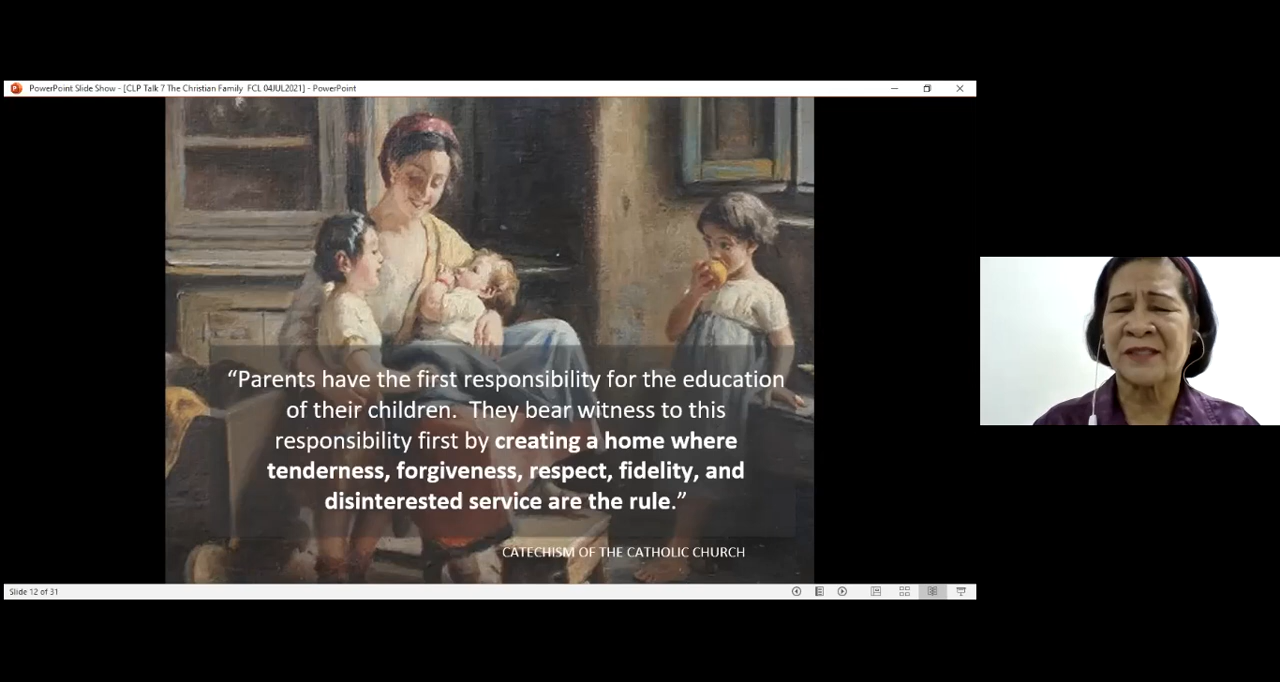 PowerPoint Slide Show - [CLP Talk 7 The Christian Family  FCL 04JUL2021] - PowerPoint
“Parents have the first responsibility for the education
of their children.  They bear witness to this
responsibility first by creating a home where
tenderness, forgiveness, respect, fidelity, and
disinterested service are the rule.”
CATECHISM OF THE CATHOLIC CHURCH
Slide 12 of 31